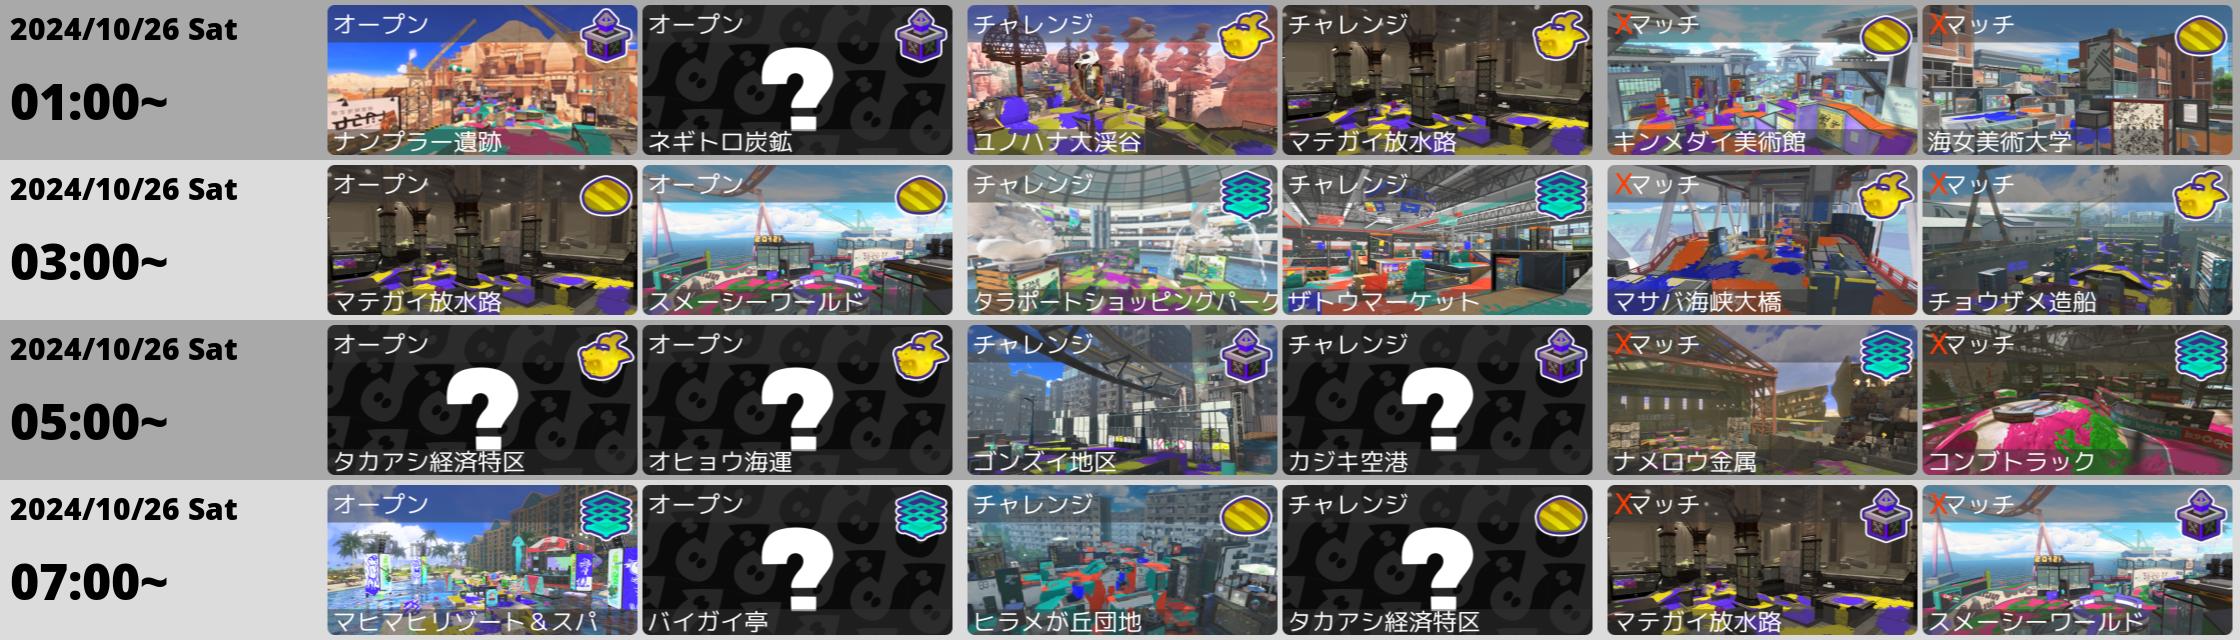 2024/10/26 Sat
01:00~
オープン
ナンプラー遺跡
オープン
?
ネギトロ炭鉱
チャレンジ
ユノハナ大渓谷
チャレンジ
マテガイ放水路
Xマッチ
キンメダイ美術館
Xマッチ
海女美術大学
2024/10/26 Sat
03:00~
オープン
マテガイ放水路
オープン
スメーシーワールド
チャレンジ
タラポートショッピングパーク
チャレンジ
ザトウマーケット
Xマッチ
マサバ海峡大橋
Xマッチ
チョウザメ造船
2024/10/26 Sat
05:00~
オープン
?
タカアシ経済特区
オープン
?
オヒョウ海運
チャレンジ
ゴンズイ地区
チャレンジ
?
カジキ空港
Xマッチ
ナメロウ金属
Xマッチ
コンブトラック
2024/10/26 Sat
07:00~
オープン
マヒマヒリゾート＆スパ
オープン
?
バイガイ亭
チャレンジ
ヒラメが丘団地
チャレンジ
?
タカアシ経済特区
Xマッチ
マテガイ放水路
Xマッチ
スメーシーワールド